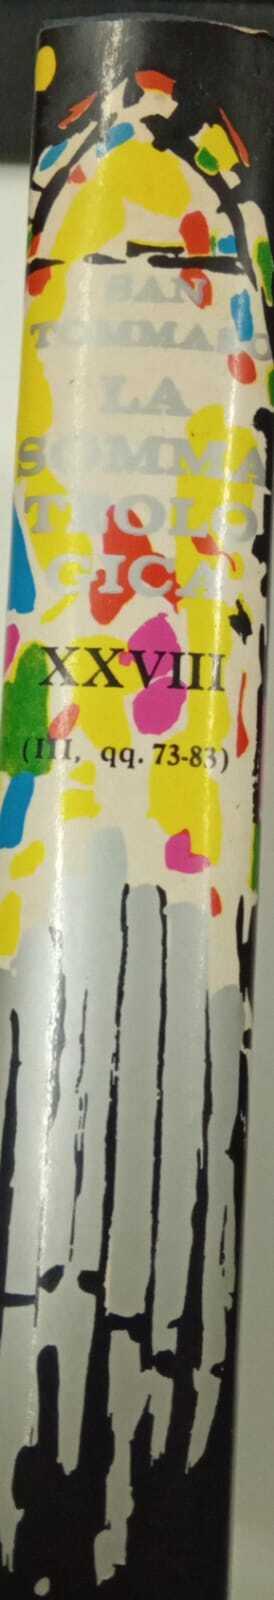 SAN
TOMMASO
LA
SOMMA
TEOLO
GICA
XXVIII
(III, qq. 73-83)